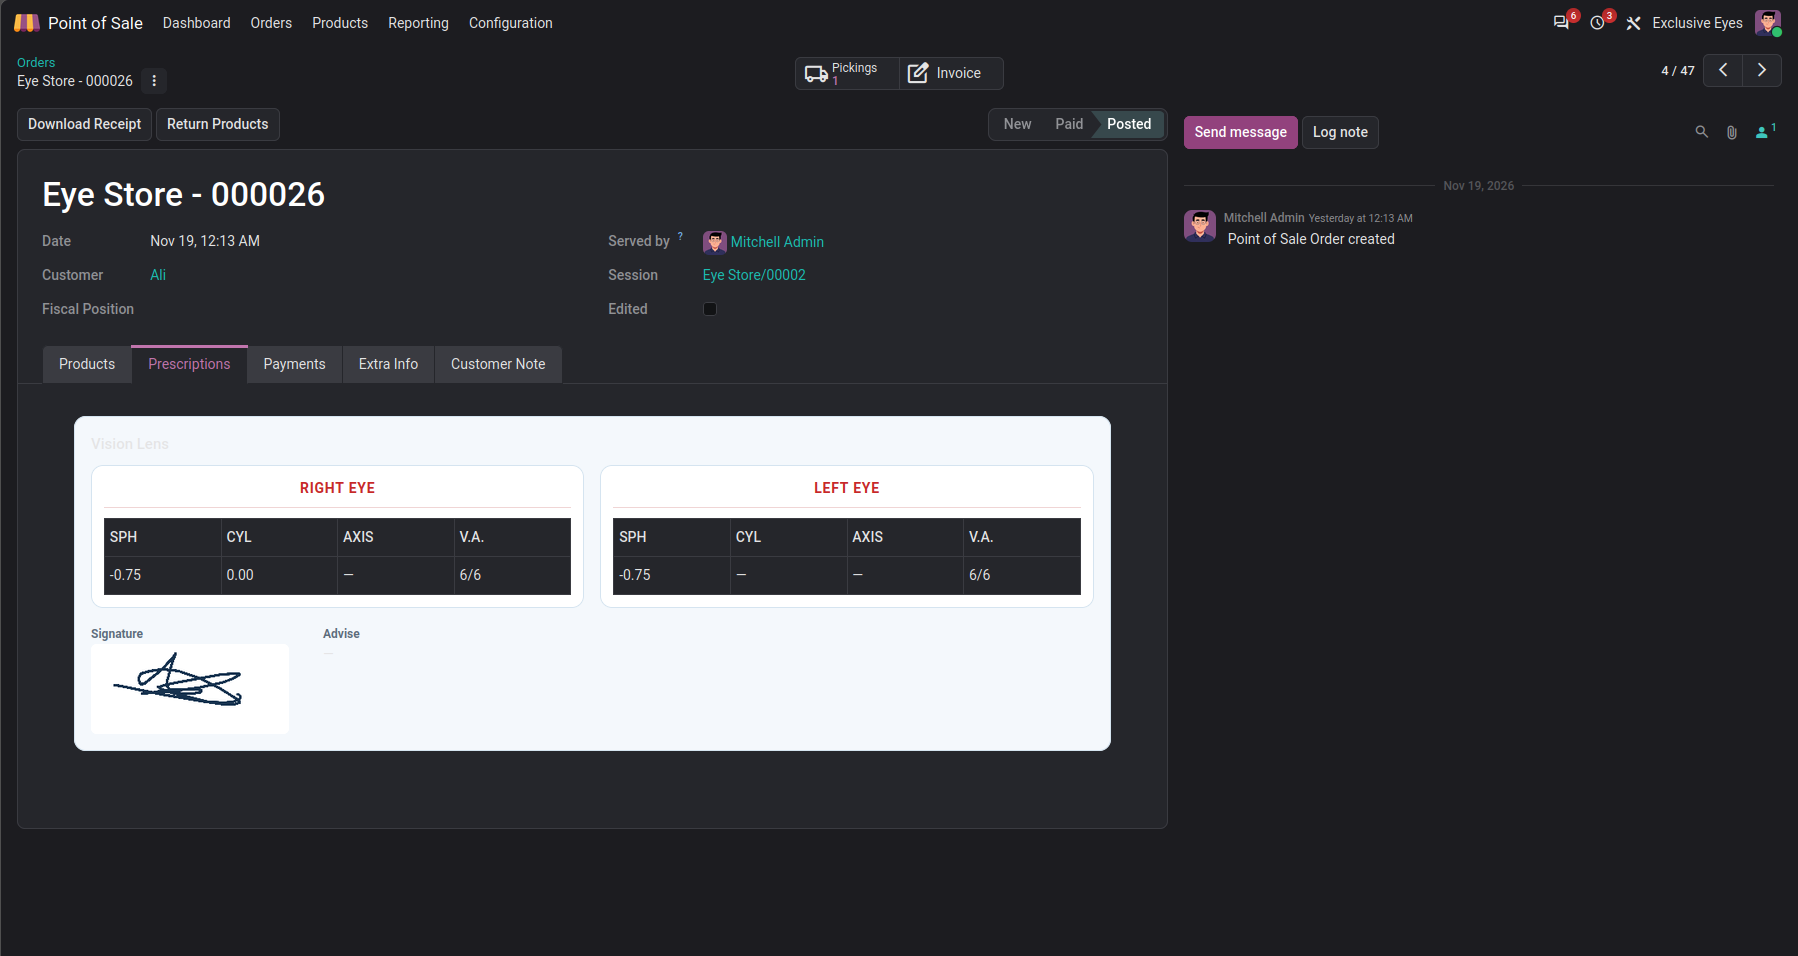 Point of Sale Dashboard Orders Products Reporting Configuration 6 3 Exclusive Eyes
Orders
Eye Store - 000026
Pickings
1
Invoice
4 / 47
Download Receipt Return Products New Paid Posted
Send message Log note 1
Eye Store - 000026
Date Nov 19, 12:13 AM
Customer Ali
Fiscal Position
Served by ? Mitchell Admin
Session Eye Store/00002
Edited
Nov 19, 2026
Mitchell Admin Yesterday at 12:13 AM
Point of Sale Order created
Products Prescriptions Payments Extra Info Customer Note
Vision Lens
RIGHT EYE
SPH CYL AXIS V.A.
-0.75 0.00 — 6/6
LEFT EYE
SPH CYL AXIS V.A.
-0.75 — — 6/6
Signature
Advise
—